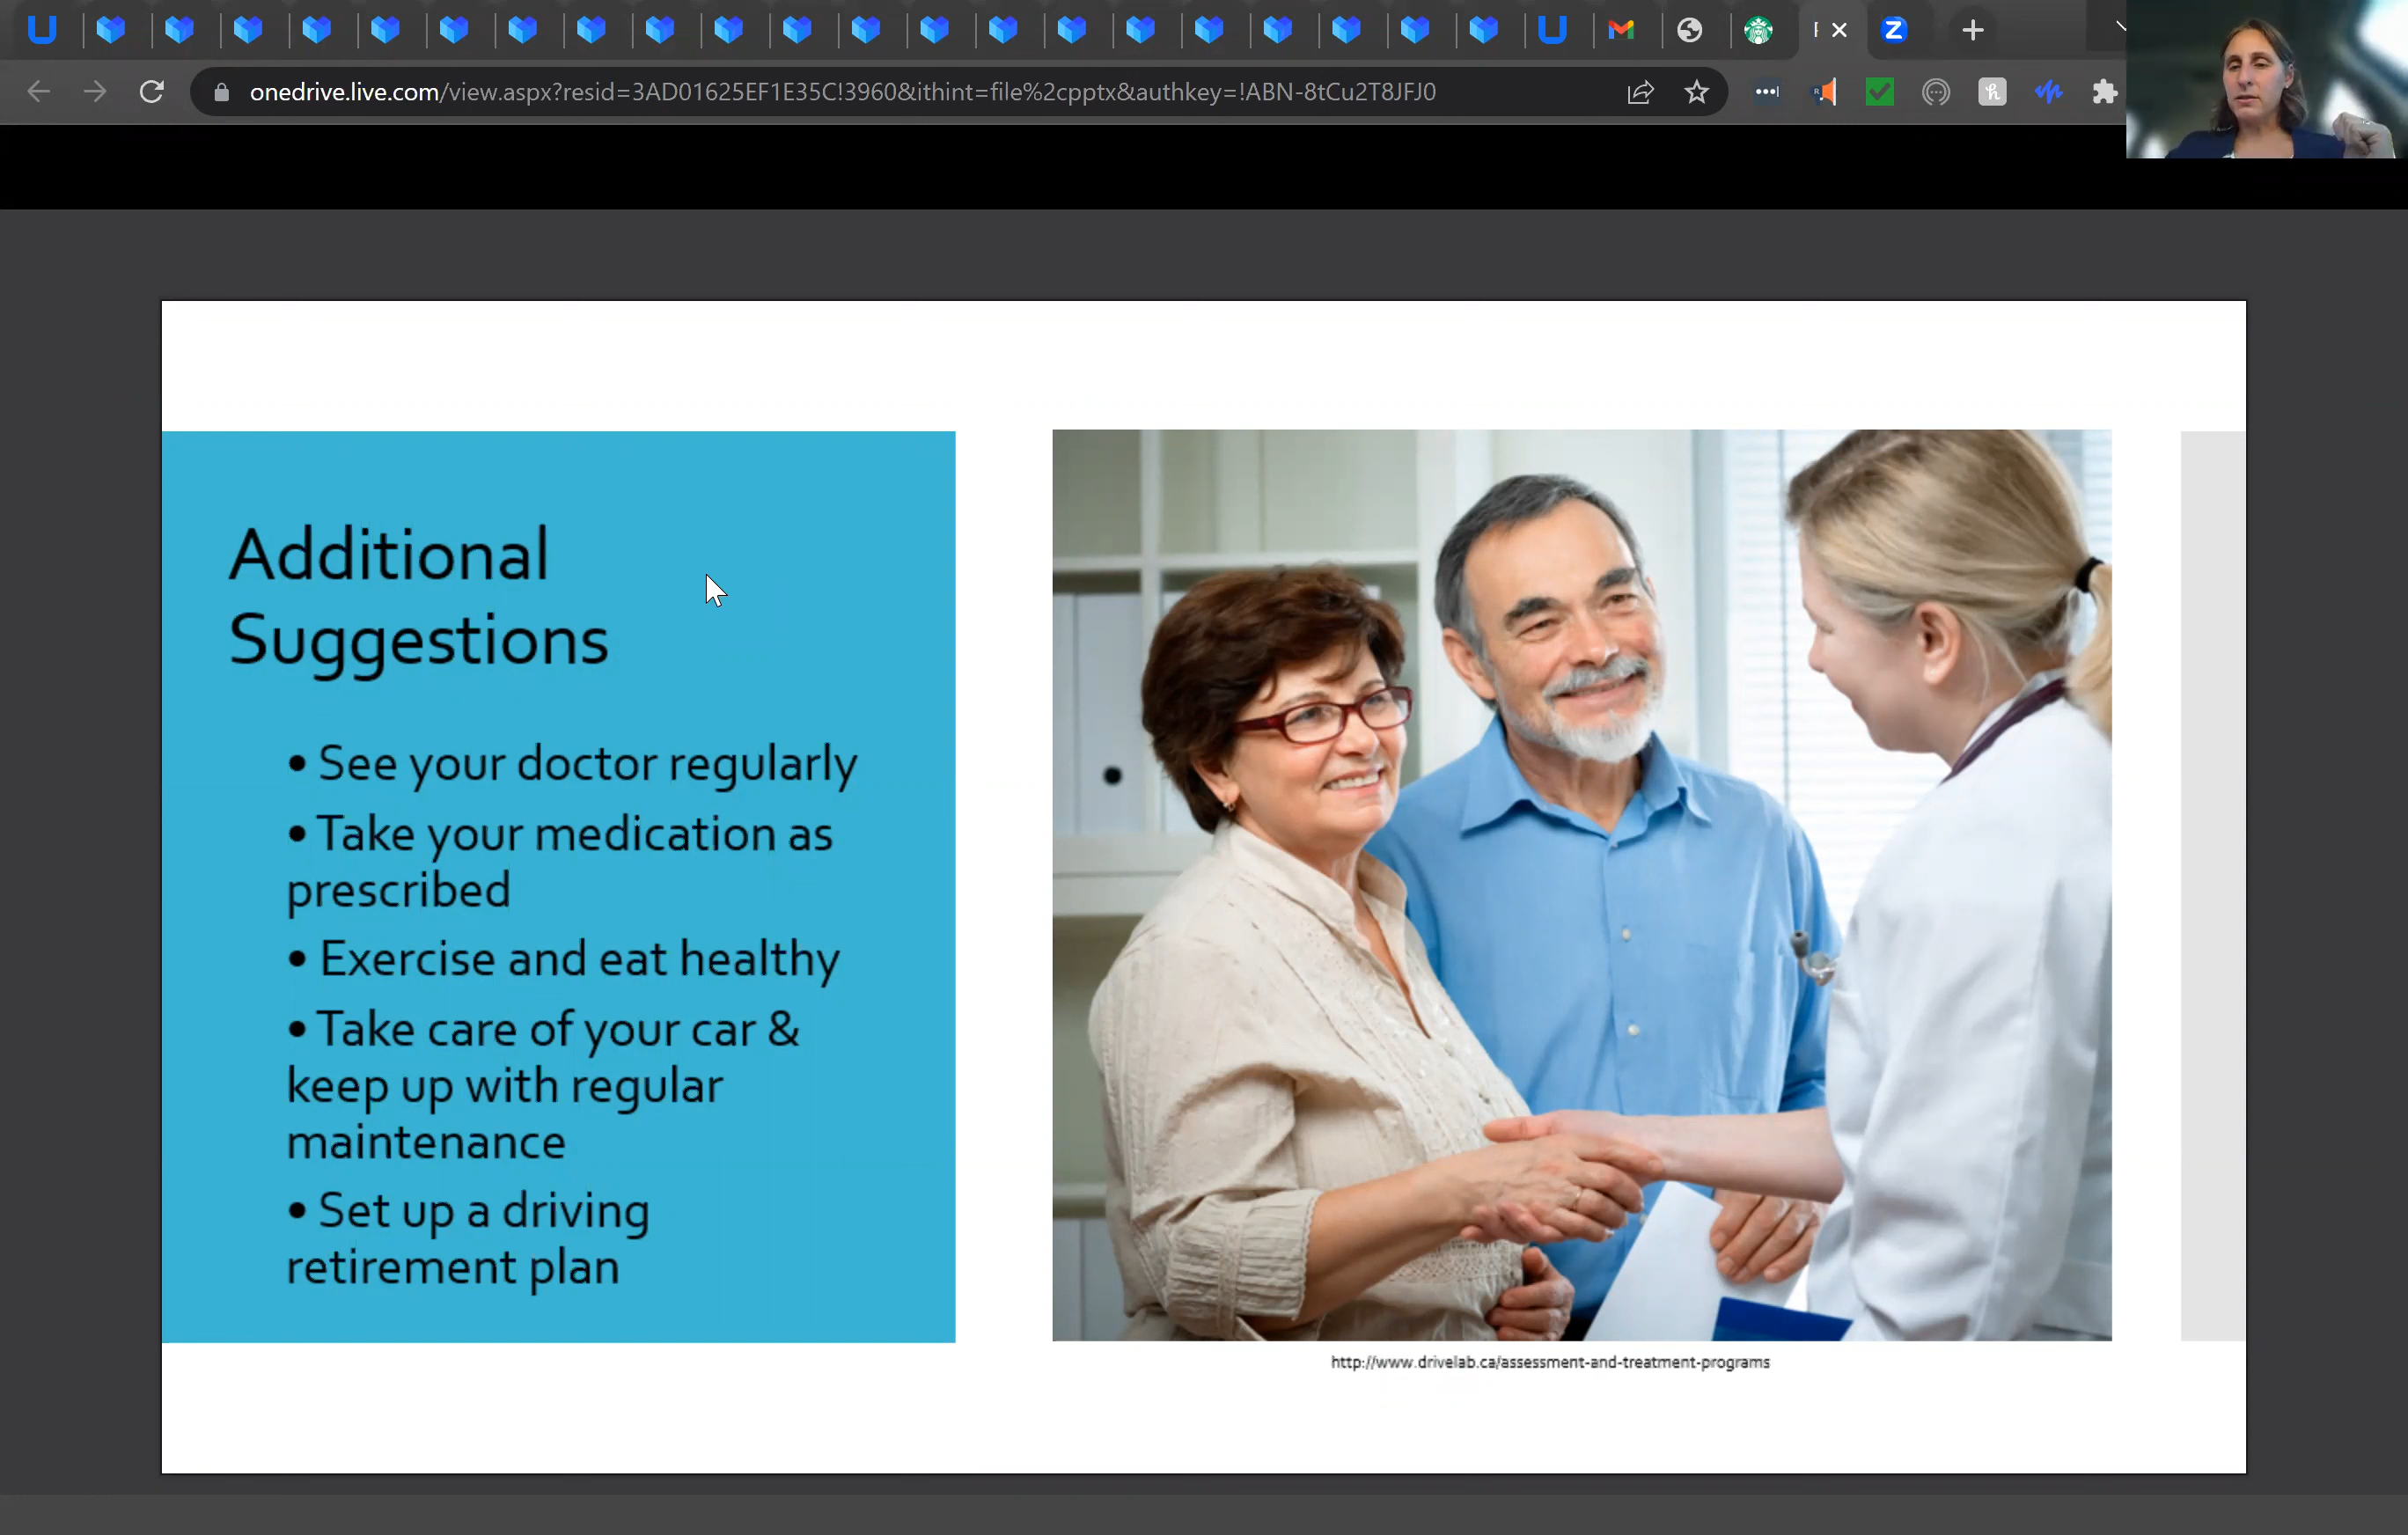 onedrive.live.com/view.aspx?resid=3AD01625EF1E35C!3960&ithint=file%2cpptx&authkey=!ABN-8tCu2T8JFJ0
Additional
Suggestions
• See your doctor regularly
• Take your medication as
prescribed
• Exercise and eat healthy
• Take care of your car &
keep up with regular
maintenance
• Set up a driving
retirement plan
http://www.drivelab.ca/assessment-and-treatment-programs